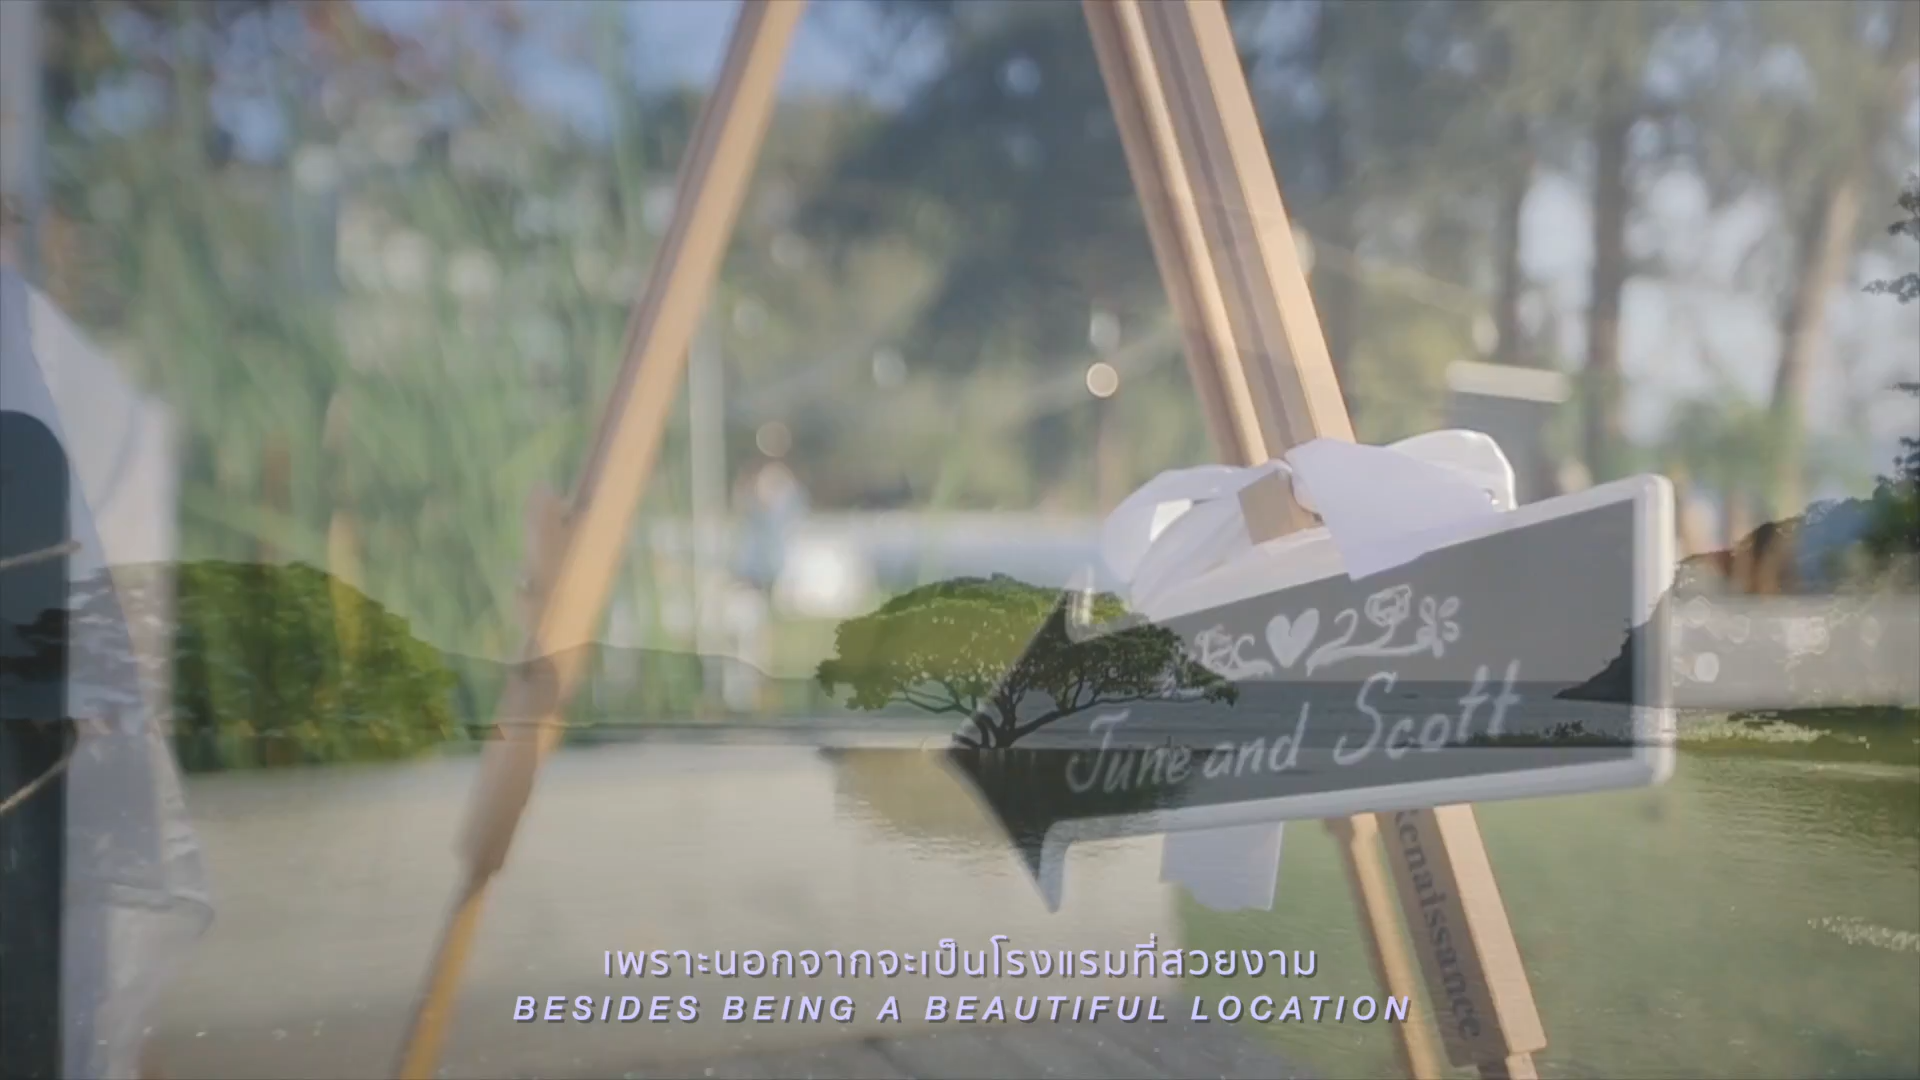 June and Scott
Renaissance
เพราะนอกจากจะเป็นโรงแรมที่สวยงาม
BESIDES BEING A BEAUTIFUL LOCATION